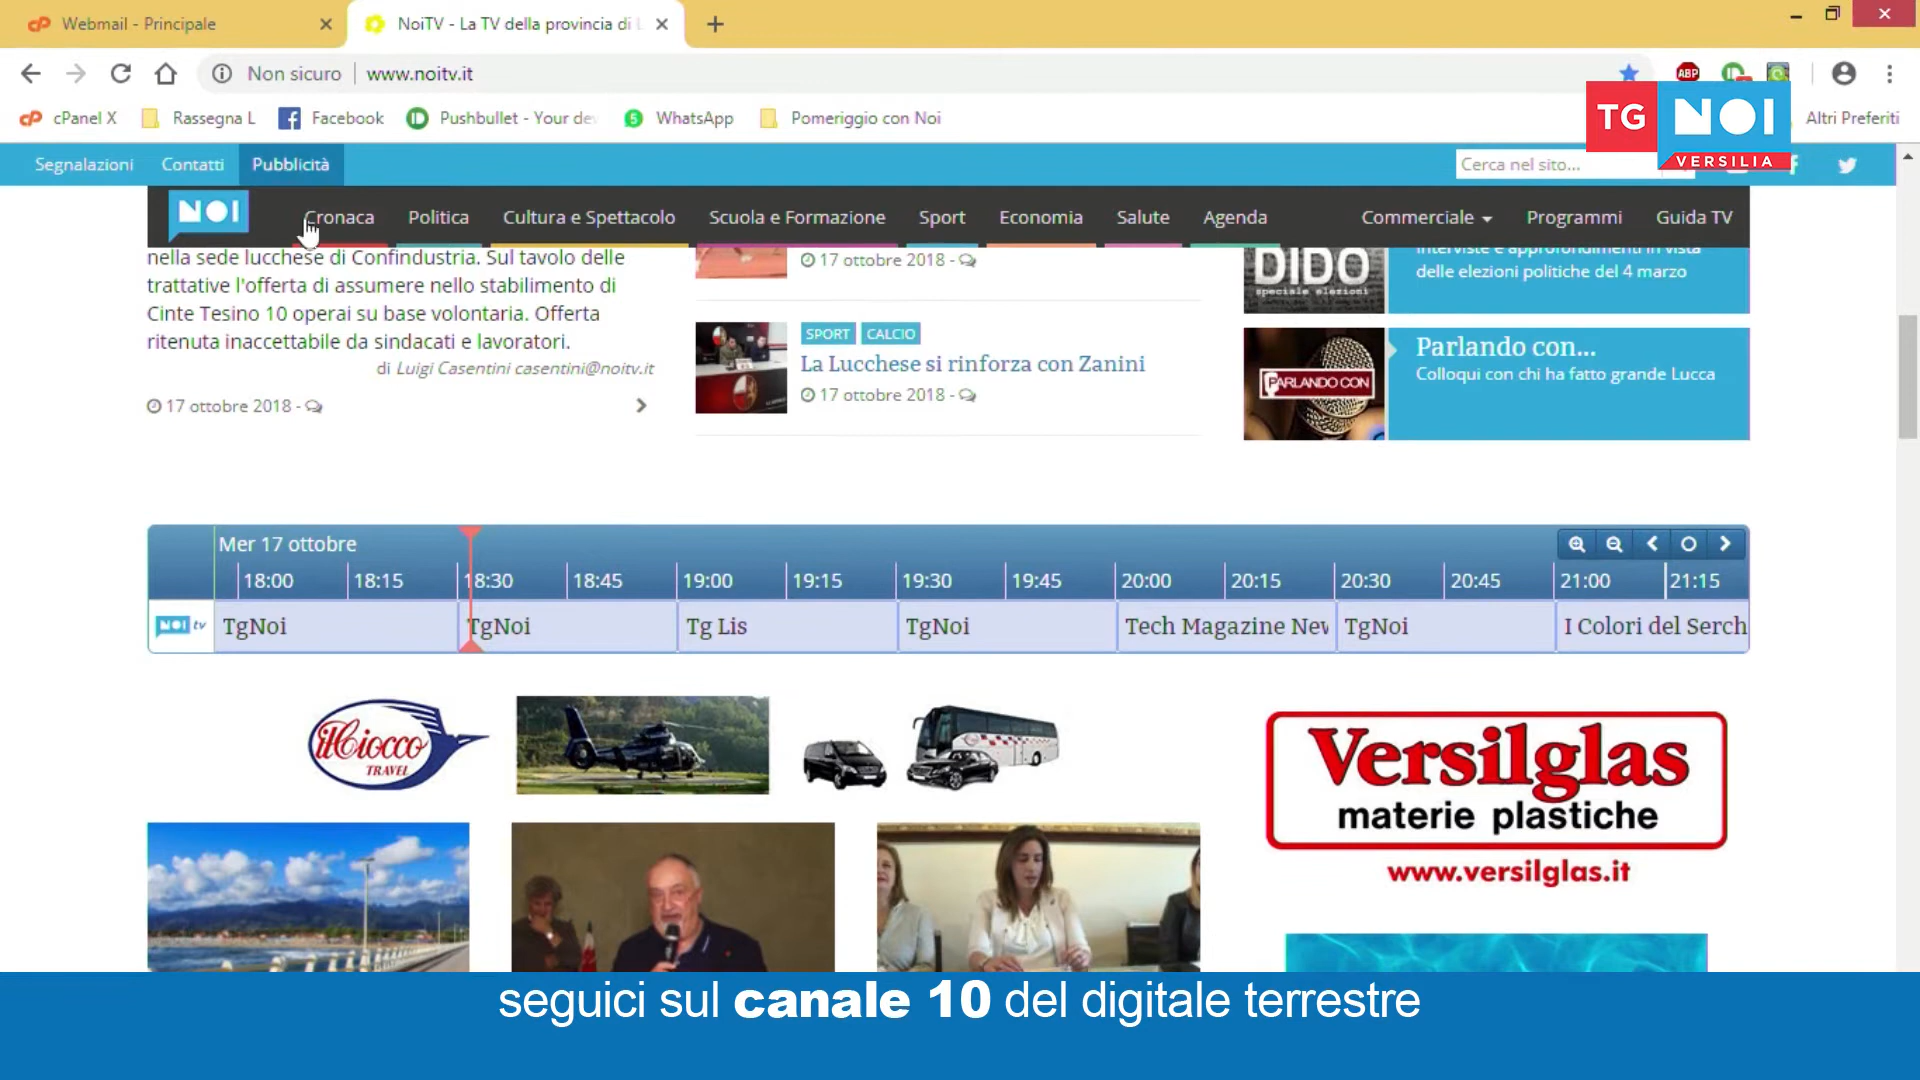 Webmail - Principale
NoiTV - La TV della provincia di
Non sicuro
www.noitv.it
ABP
cPanel X
Rassegna L
Facebook
Pushbullet - Your de
WhatsApp
Pomeriggio con Noi
Altri Preferiti
TG NOI
VERSILIA
Segnalazioni
Contatti
Pubblicità
Cerca nel sito...
NOI
Cronaca
Politica
Cultura e Spettacolo
Scuola e Formazione
Sport
Economia
Salute
Agenda
Commerciale
Programmi
Guida TV
nella sede lucchese di Confindustria. Sul tavolo delle
trattative l'offerta di assumere nello stabilimento di
Cinte Tesino 10 operai su base volontaria. Offerta
ritenuta inaccettabile da sindacati e lavoratori.
di Luigi Casentini casentini@noitv.it
17 ottobre 2018 -
17 ottobre 2018 -
SPORT CALCIO
La Lucchese si rinforza con Zanini
17 ottobre 2018 -
DIDO
speciale elezioni
interviste e approfondimenti in vista
delle elezioni politiche del 4 marzo
PARLANDO CON
Parlando con...
Colloqui con chi ha fatto grande Lucca
Mer 17 ottobre
18:00 18:15 18:30 18:45 19:00 19:15 19:30 19:45 20:00 20:15 20:30 20:45 21:00 21:15
NOI tv
TgNoi TgNoi Tg Lis TgNoi Tech Magazine Nev TgNoi I Colori del Serch
il Ciocco
TRAVEL
Versilglas
materie plastiche
www.versilglas.it
seguici sul canale 10 del digitale terrestre